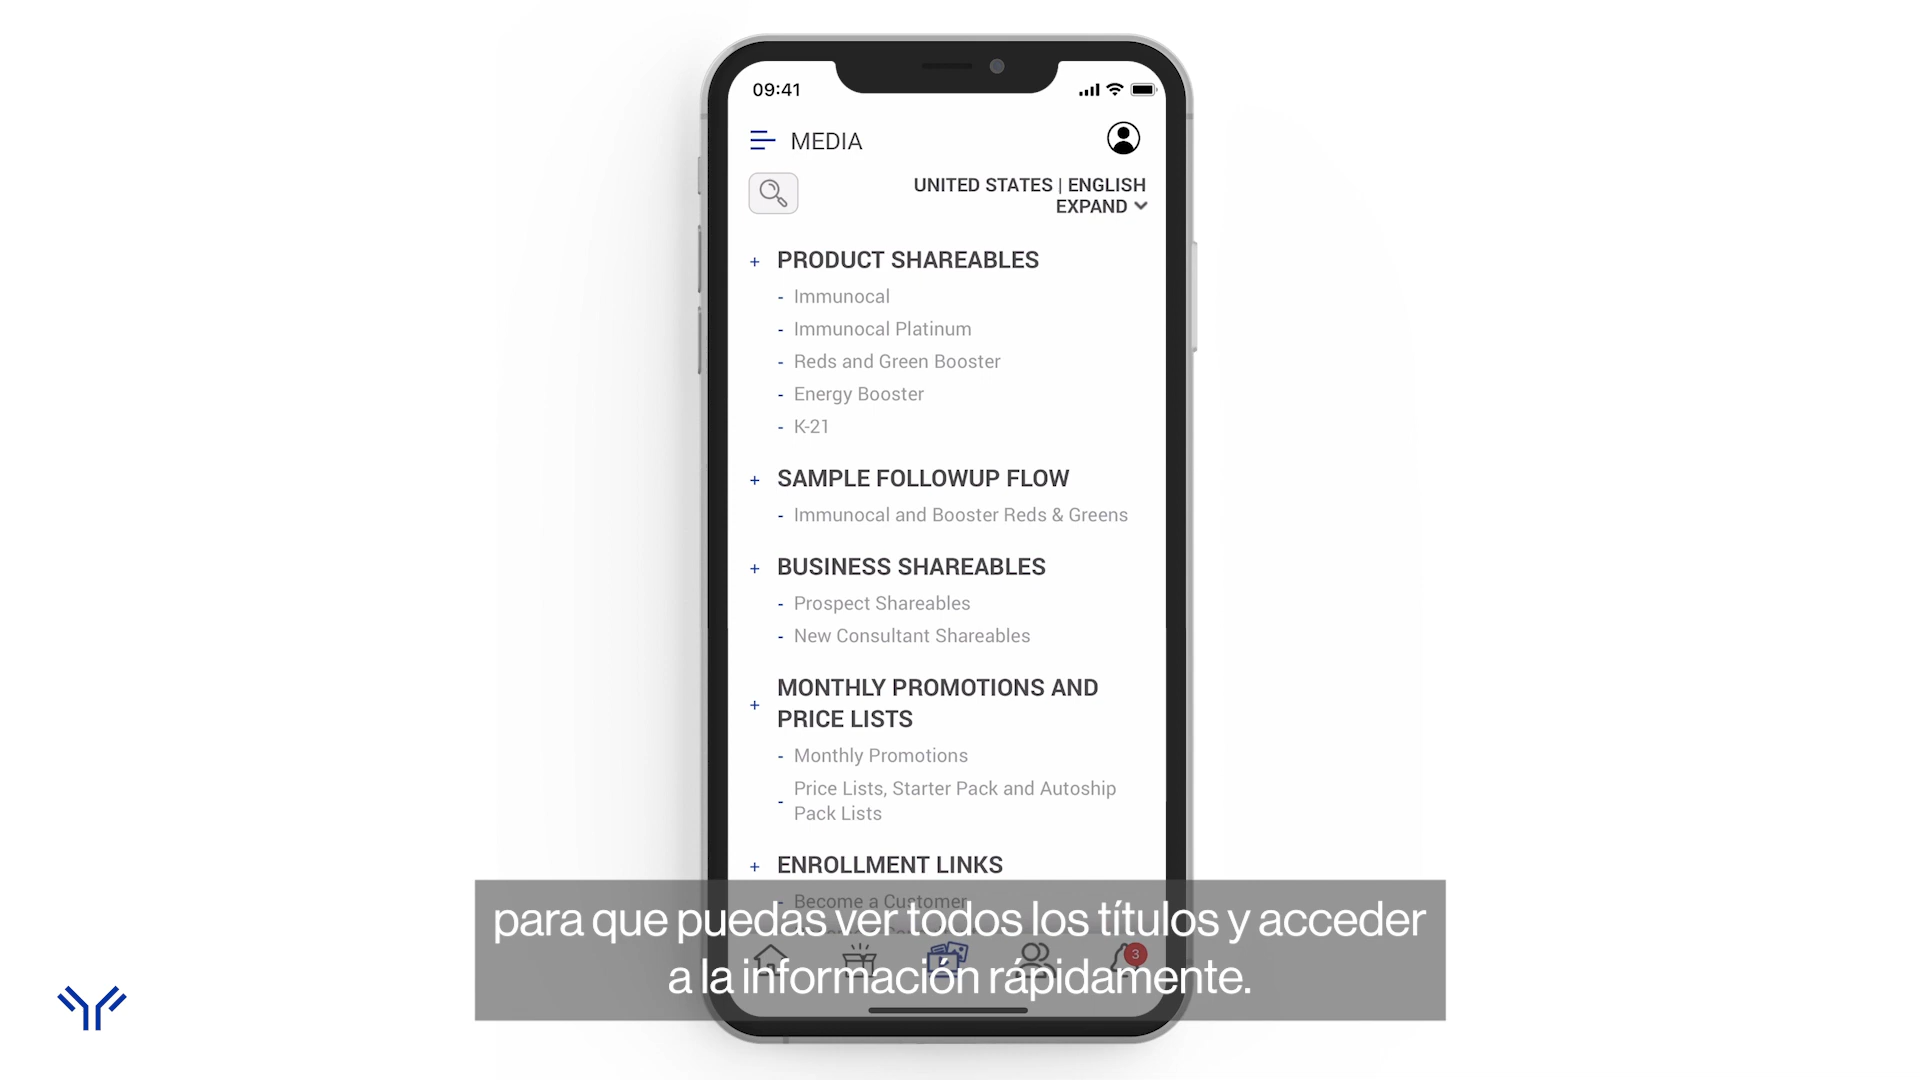 09:41
MEDIA
UNITED STATES | ENGLISH
EXPAND
+ PRODUCT SHAREABLES
- Immunocal
- Immunocal Platinum
- Reds and Green Booster
- Energy Booster
- K-21
+ SAMPLE FOLLOWUP FLOW
- Immunocal and Booster Reds & Greens
+ BUSINESS SHAREABLES
- Prospect Shareables
- New Consultant Shareables
+ MONTHLY PROMOTIONS AND
PRICE LISTS
- Monthly Promotions
- Price Lists, Starter Pack and Autoship
Pack Lists
+ ENROLLMENT LINKS
- Become a Customer
para que puedas ver todos los títulos y acceder
a la información rápidamente.
3